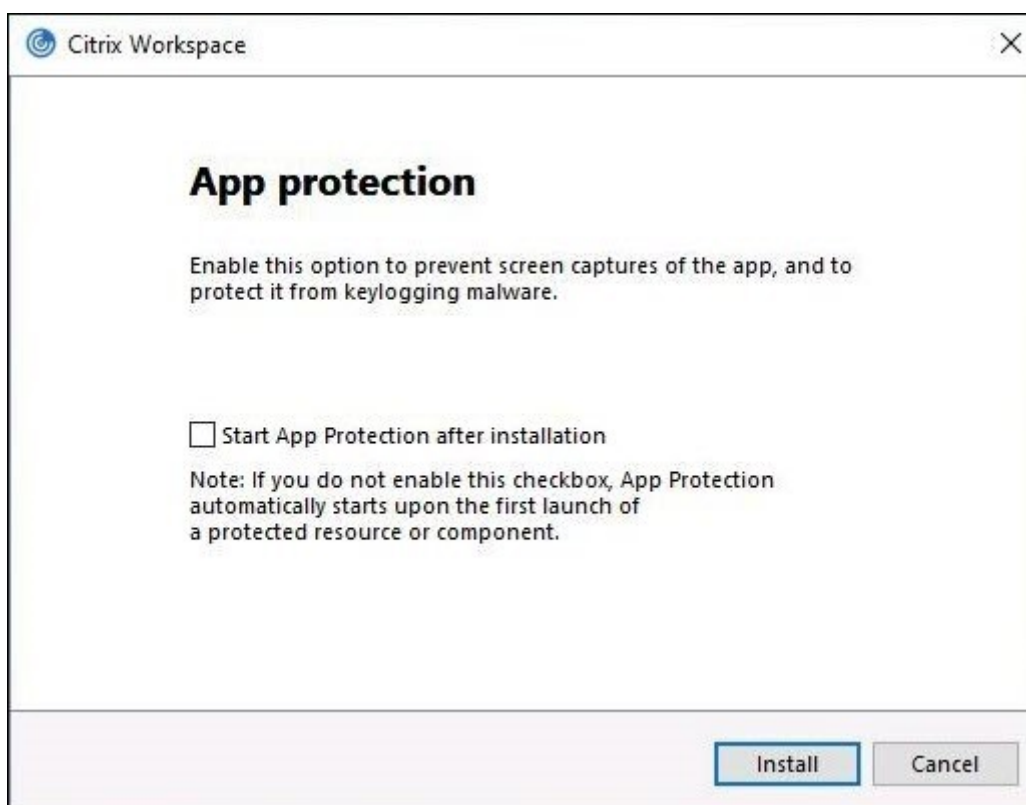 Citrix Workspace
App protection
Enable this option to prevent screen captures of the app, and to
protect it from keylogging malware.
Start App Protection after installation
Note: If you do not enable this checkbox, App Protection
automatically starts upon the first launch of
a protected resource or component.
Install
Cancel